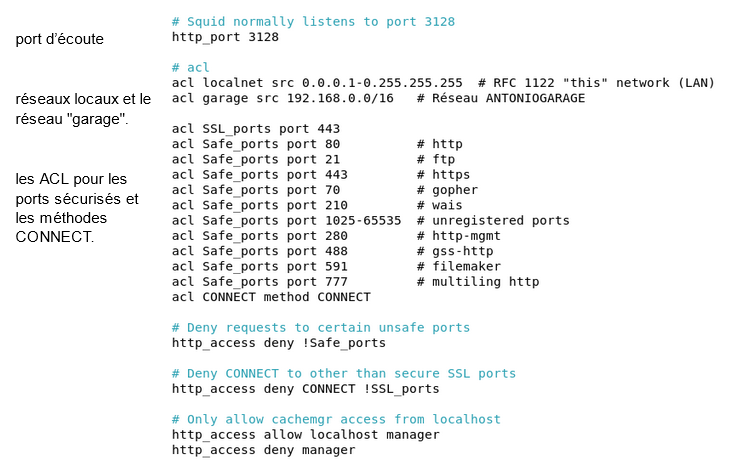 # Squid normally listens to port 3128
port d'écoute
http_port 3128
# acl
acl localnet src 0.0.0.1-0.255.255.255  # RFC 1122 "this" network (LAN)
réseaux locaux et le
réseau "garage".
acl garage src 192.168.0.0/16   # Réseau ANTONIOGARAGE
acl SSL_ports port 443
acl Safe_ports port 80          # http
acl Safe_ports port 21          # ftp
les ACL pour les
ports sécurisés et
les méthodes
CONNECT.
acl Safe_ports port 443         # https
acl Safe_ports port 70          # gopher
acl Safe_ports port 210         # wais
acl Safe_ports port 1025-65535  # unregistered ports
acl Safe_ports port 280         # http-mgmt
acl Safe_ports port 488         # gss-http
acl Safe_ports port 591         # filemaker
acl Safe_ports port 777         # multiling http
acl CONNECT method CONNECT
# Deny requests to certain unsafe ports
http_access deny !Safe_ports
# Deny CONNECT to other than secure SSL ports
http_access deny CONNECT !SSL_ports
# Only allow cachemgr access from localhost
http_access allow localhost manager
http_access deny manager